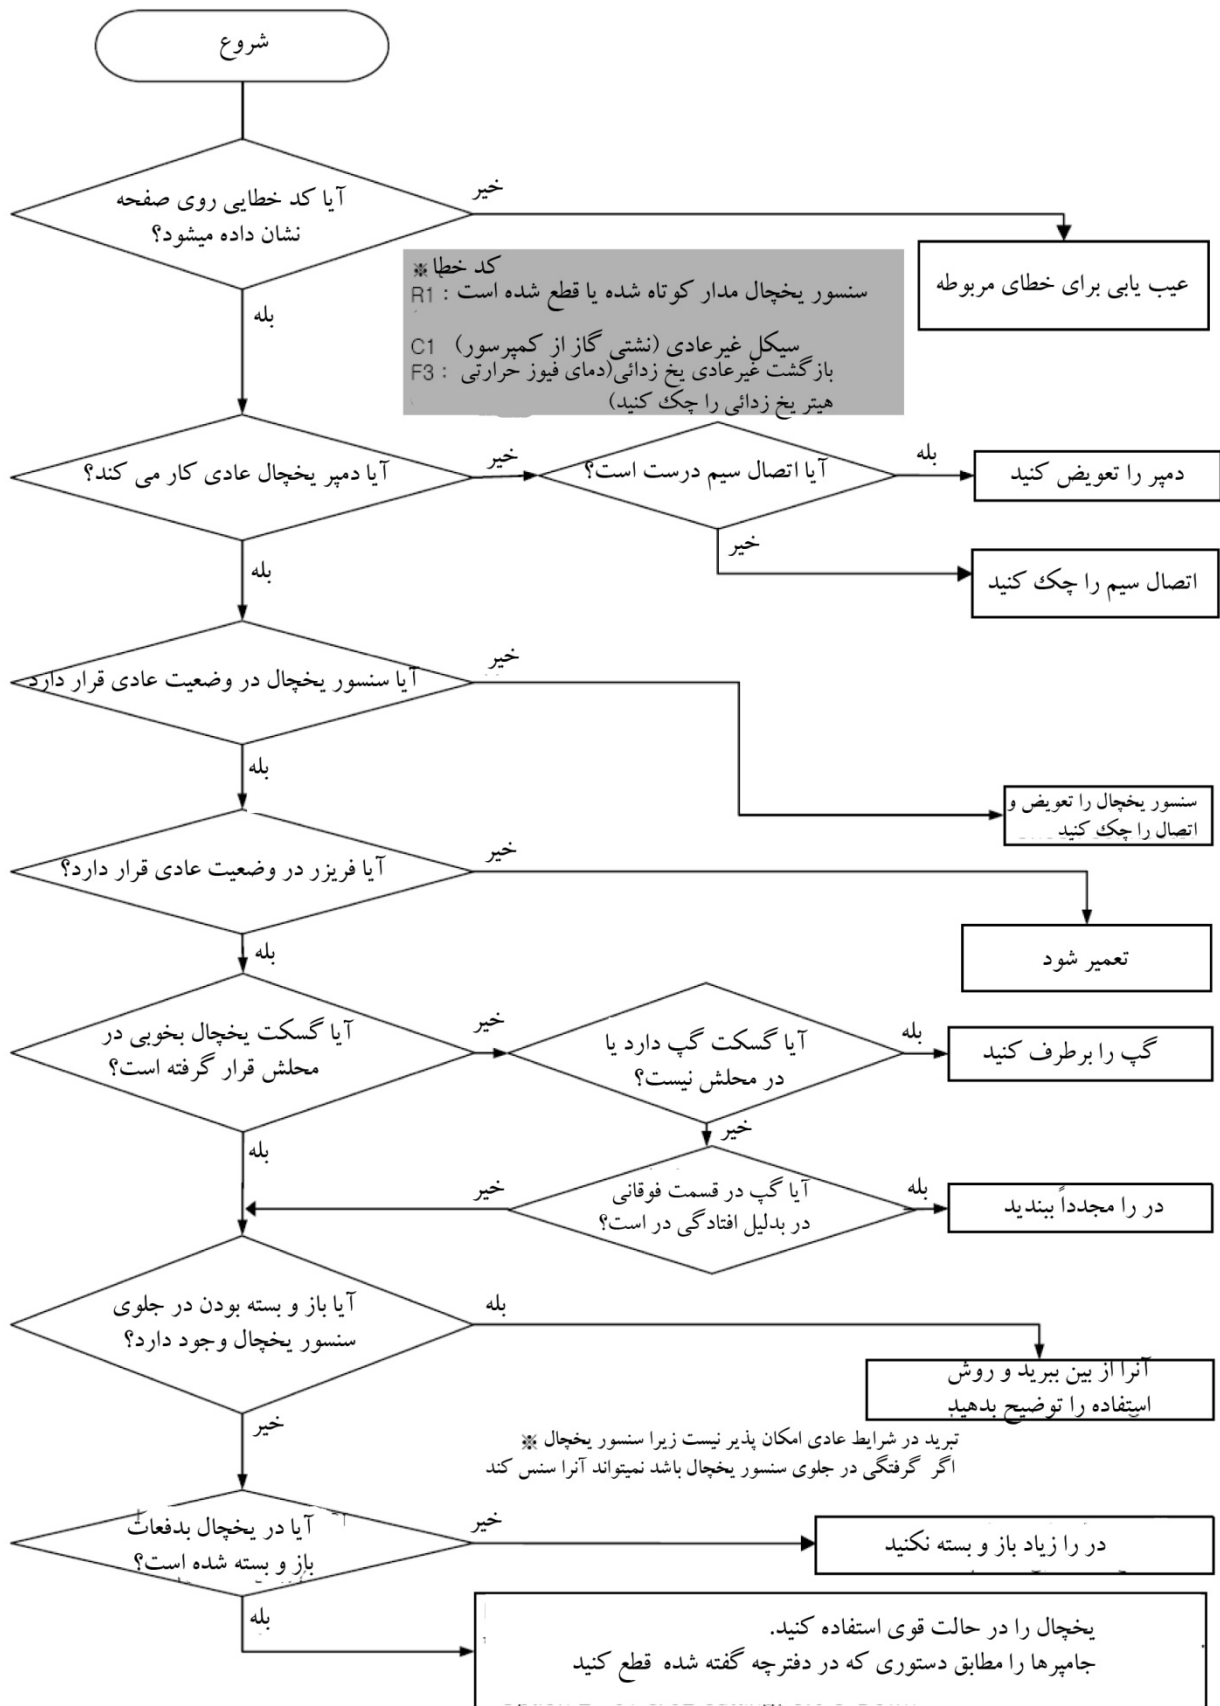 شروع
آیا کد خطایی روی صفحه
نشان داده میشود؟
خیر
عیب یابی برای خطای مربوطه
بله
کد خطا ※
سنسور یخچال مدار کوتاه شده یا قطع شده است : R1
سیکل غیرعادی (نشتی گاز از کمپرسور) C1
بازگشت غیرعادی یخ زدائی(دمای فیوز حرارتی : F3
هیتر یخ زدائی را چک کنید)
آیا دمپر یخچال عادی کار می کند؟
خیر
آیا اتصال سیم درست است؟
بله
دمپر را تعویض کنید
خیر
اتصال سیم را چک کنید
بله
آیا سنسور یخچال در وضعیت عادی قرار دارد
خیر
سنسور یخچال را تعویض و
اتصال را چک کنید
بله
آیا فریزر در وضعیت عادی قرار دارد؟
خیر
تعمیر شود
بله
آیا گسکت یخچال بخوبی در
محلش قرار گرفته است؟
خیر
آیا گسکت گپ دارد یا
در محلش نیست؟
بله
گپ را برطرف کنید
خیر
بله
آیا گپ در قسمت فوقانی
در بدلیل افتادگی در است؟
خیر
بله
در را مجدداً ببندید
آیا باز و بسته بودن در جلوی
سنسور یخچال وجود دارد؟
بله
آنرا از بین ببرید و روش
استفاده را توضیح بدهید
خیر
تبرید در شرایط عادی امکان پذیر نیست زیرا سنسور یخچال ※
اگر گرفتگی در جلوی سنسور یخچال باشد نمیتواند آنرا سنس کند
آیا در یخچال بدفعات
باز و بسته شده است؟
خیر
در را زیاد باز و بسته نکنید
بله
یخچال را در حالت قوی استفاده کنید.
جامپرها را مطابق دستوری که در دفترچه گفته شده قطع کنید